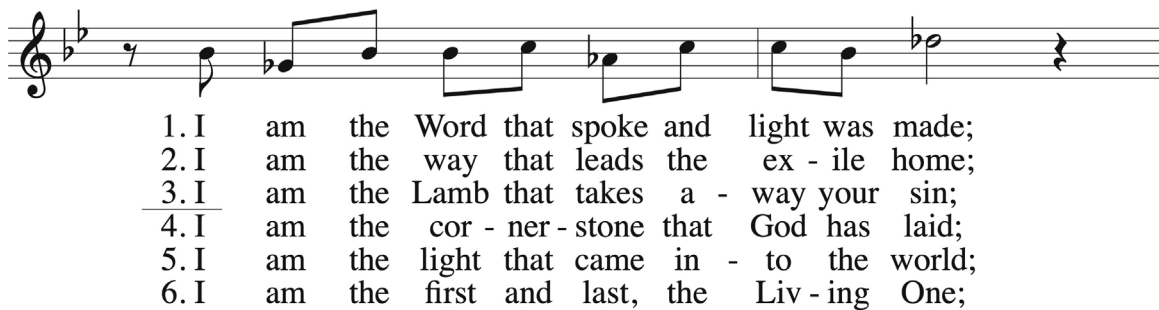 1. I am the Word that spoke and light was made;
2. I am the way that leads the ex - ile home;
3. I am the Lamb that takes a - way your sin;
4. I am the cor - ner - stone that God has laid;
5. I am the light that came in - to the world;
6. I am the first and last, the Liv - ing One;